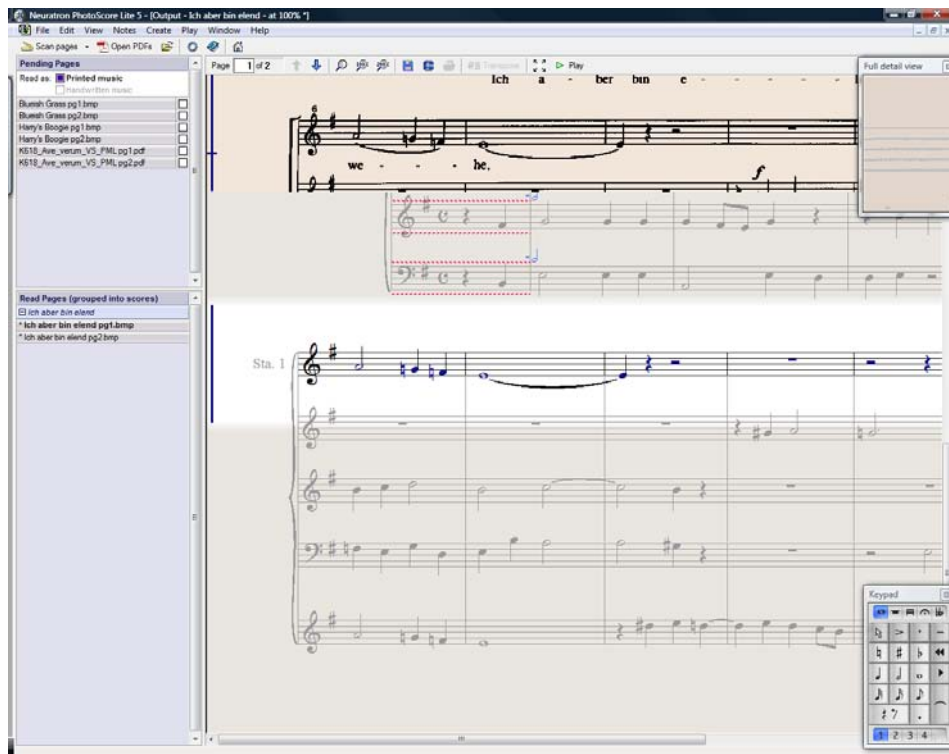 Neuratron PhotoScore Lite 5 - [Output - Ich aber bin elend - at 100% *]
File Edit View Notes Create Play Window Help
Scan pages Open PDFs
Pending Pages
Read as: Printed music
Handwritten music
Bluesh Grass pg1.bmp
Bluesh Grass pg2.bmp
Harry's Boogie pg1.bmp
Harry's Boogie pg2.bmp
K618_Ave_verum_VS_PML pg1.pdf
K618_Ave_verum_VS_PML pg2.pdf
Read Pages (grouped into scores)
Ich aber bin elend
* Ich aber bin elend pg1.bmp
* Ich aber bin elend pg2.bmp
Page 1 of 2 Transpose Play
Ich a - ber bin e - - - -
6
we - - - he,
f
Sta. 1
Full detail view
Keypad
1 2 3 4